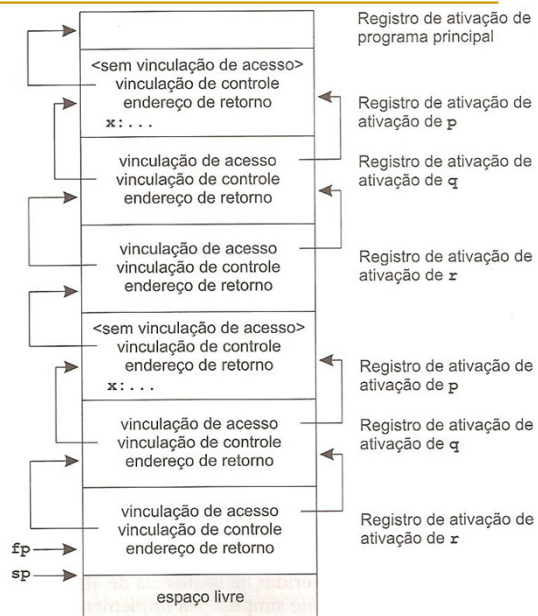 Registro de ativação de
programa principal
<sem vinculação de acesso>
vinculação de controle
endereço de retorno
x:...
Registro de ativação de
ativação de p
vinculação de acesso
vinculação de controle
endereço de retorno
Registro de ativação de
ativação de q
vinculação de acesso
vinculação de controle
endereço de retorno
Registro de ativação de
ativação de r
<sem vinculação de acesso>
vinculação de controle
endereço de retorno
x:...
Registro de ativação de
ativação de p
vinculação de acesso
vinculação de controle
endereço de retorno
Registro de ativação de
ativação de q
vinculação de acesso
vinculação de controle
endereço de retorno
Registro de ativação de
ativação de r
fp
sp
espaço livre